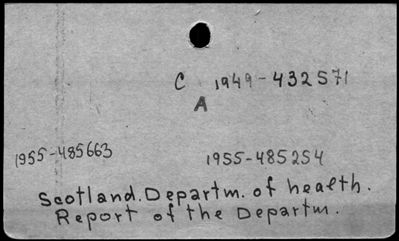 C 1949-432571
A
1955-485663 1955-485254
Scotland. Departm. of health.
Report of the Departm.